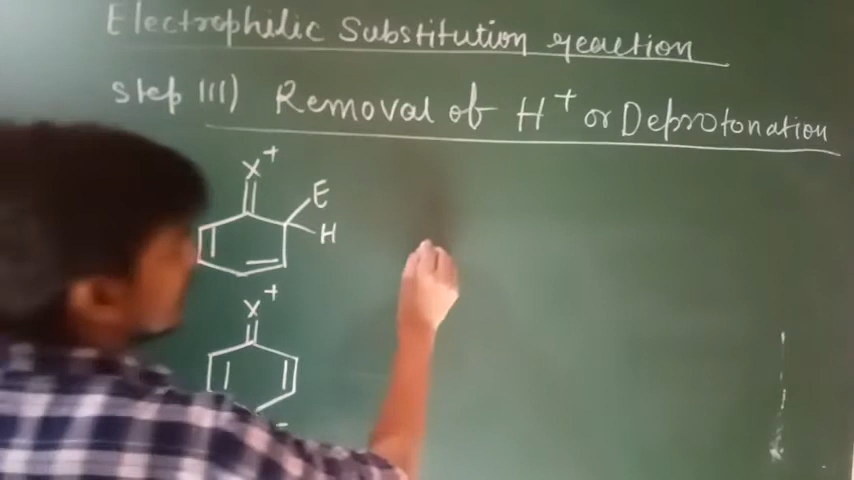 Electrophilic Substitution reaction
Step III) Removal of H+ or Deprotonation
X+
E
H
X+